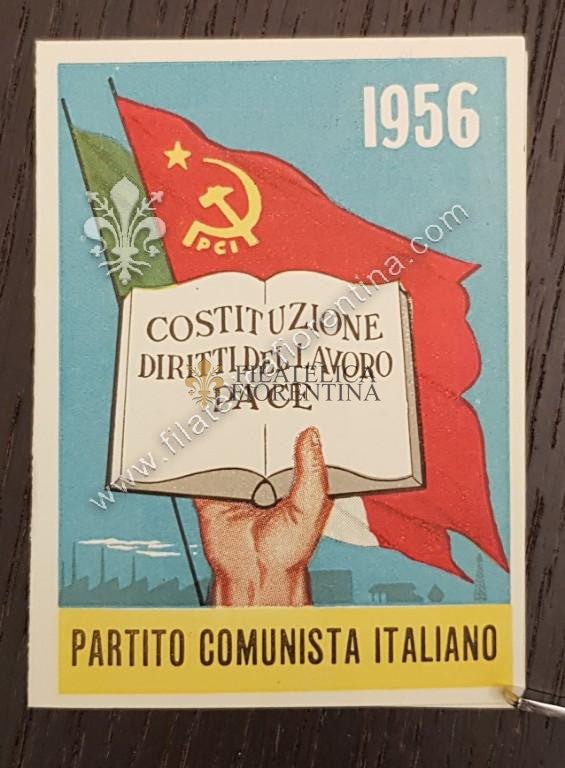 1956
PCI
COSTITUZIONE
DIRITTI DEL LAVORO
PACE
FILATELICA
FIORENTINA
www.filatelicafiorentina.com
PARTITO COMUNISTA ITALIANO